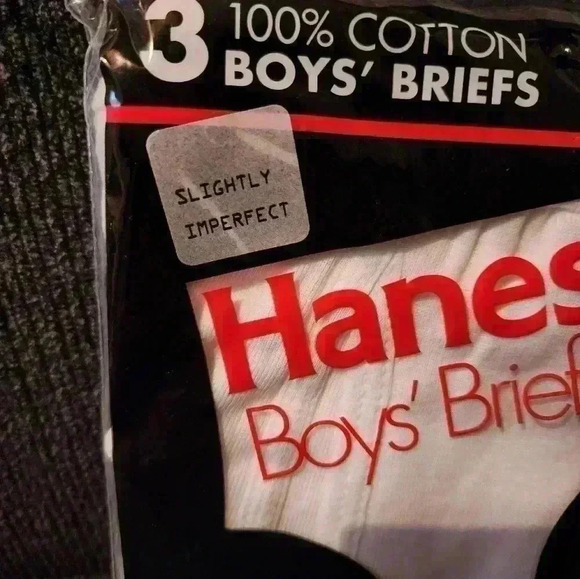 3 100% COTTON
BOYS' BRIEFS
SLIGHTLY
IMPERFECT
Hanes
Boys' Brief